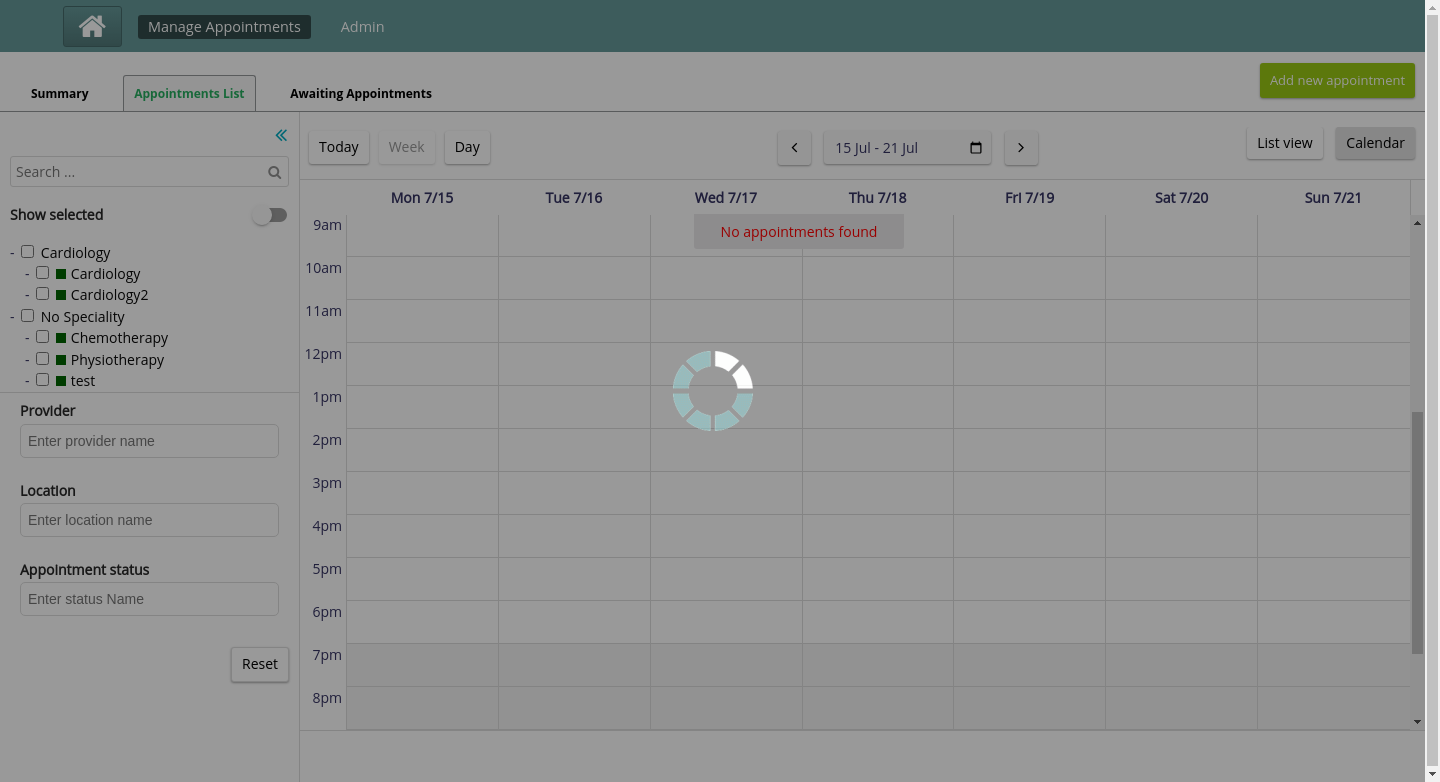 Manage Appointments
Admin
Summary
Appointments List
Awaiting Appointments
Add new appointment
Search ...
Show selected
- Cardiology
- Cardiology
- Cardiology2
- No Speciality
- Chemotherapy
- Physiotherapy
- test
Provider
Enter provider name
Location
Enter location name
Appointment status
Enter status Name
Reset
Today
Week
Day
15 Jul - 21 Jul
List view
Calendar
Mon 7/15
Tue 7/16
Wed 7/17
Thu 7/18
Fri 7/19
Sat 7/20
Sun 7/21
No appointments found
9am
10am
11am
12pm
1pm
2pm
3pm
4pm
5pm
6pm
7pm
8pm